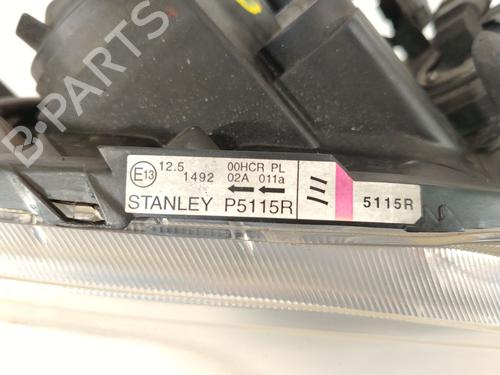 B-PARTS
E13 12.5 00HCR PL
1492 02A 011a
STANLEY P5115R 5115R